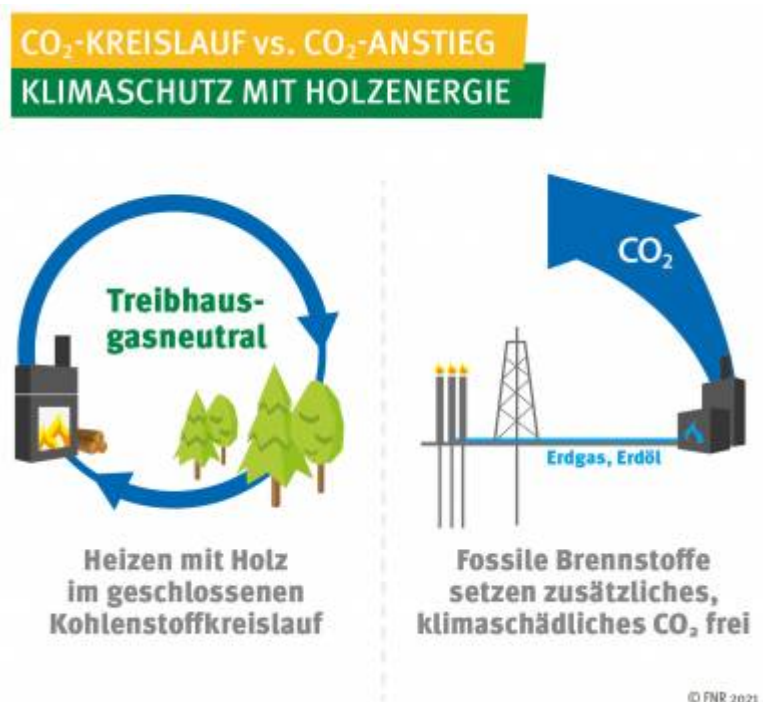 CO₂-KREISLAUF vs. CO₂-ANSTIEG
KLIMASCHUTZ MIT HOLZENERGIE
Treibhaus-
gasneutral
CO₂
Erdgas, Erdöl
Heizen mit Holz
im geschlossenen
Kohlenstoffkreislauf
Fossile Brennstoffe
setzen zusätzliches,
klimaschädliches CO₂ frei
© FNR 2021